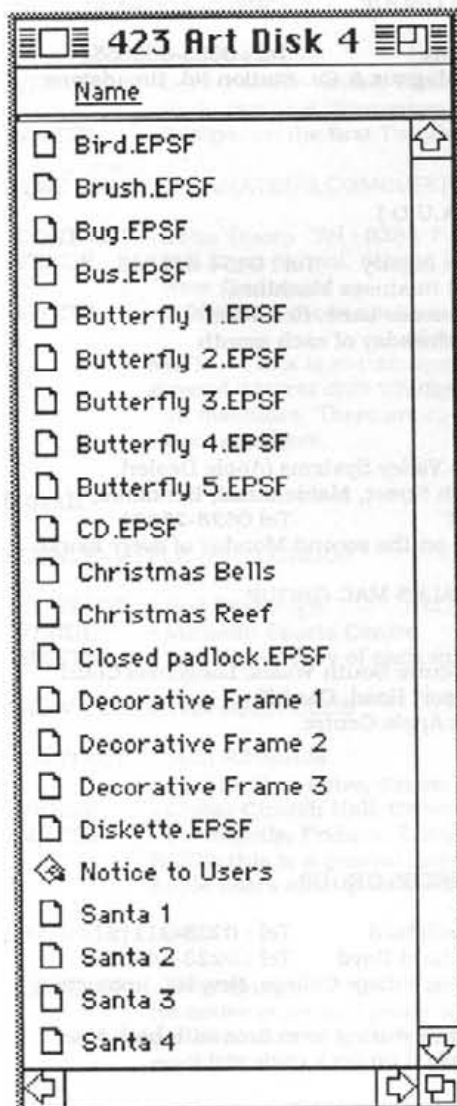 423 Art Disk 4
Name
Bird.EPSF
Brush.EPSF
Bug.EPSF
Bus.EPSF
Butterfly 1.EPSF
Butterfly 2.EPSF
Butterfly 3.EPSF
Butterfly 4.EPSF
Butterfly 5.EPSF
CD.EPSF
Christmas Bells
Christmas Reef
Closed padlock.EPSF
Decorative Frame 1
Decorative Frame 2
Decorative Frame 3
Diskette.EPSF
Notice to Users
Santa 1
Santa 2
Santa 3
Santa 4